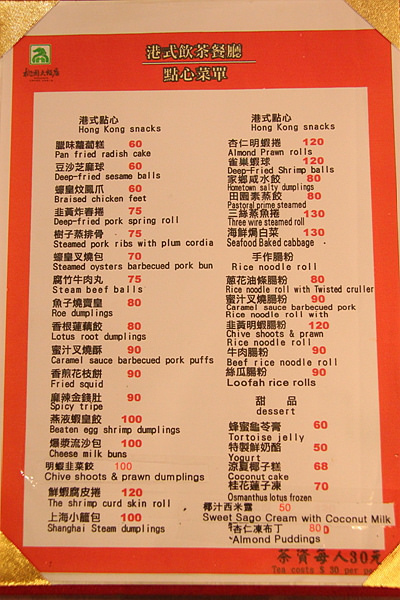 港式飲茶餐廳
點心菜單
港式點心
Hong Kong snacks
臘味蘿蔔糕 60
Pan fried radish cake
豆沙芝麻球
Deep-fried sesame balls
蠔皇炆鳳爪 60
Braised chicken feet
韭黃炸春捲 75
Deep-fried pork spring roll
樹子蒸排骨 75
Steamed pork ribs with plum cordia
蠔皇叉燒包 70
Steamed oysters barbecued pork bun
腐竹牛肉丸 75
Steam beef balls
魚子燒賣皇 80
Roe dumplings
香根蓮藕餃 80
Lotus root dumplings
蜜汁叉燒酥 90
Caramel sauce barbecued pork puffs
香煎花枝餅 90
Fried squid
麻辣金錢肚 90
Spicy tripe
燕液蝦皇餃 100
Beaten egg shrimp dumplings
爆漿流沙包 100
Cheese milk buns
明蝦韭菜餃 100
Chive shoots & prawn dumplings
鮮蝦腐皮捲 120
The shrimp curd skin roll
上海小籠包 100
Shanghai Steam dumplings
港式點心
Hong Kong snacks
杏仁明蝦捲 120
Almond Prawn rolls
雀巢蝦球 120
Deep-Fried Shrimp balls
家鄉咸水餃 80
Hometown salty dumplings
田園素蒸餃 80
Pastoral prime steamed
三絲蒸魚捲 130
Three wire steamed roll
海鮮焗白菜 130
Seafood Baked cabbage
手作腸粉
Rice noodle roll
蔥花油條腸粉 80
Rice noodle roll with Twisted cruller
蜜汁叉燒腸粉 90
Caramel sauce barbecued pork
Rice noodle roll with
韭黃明蝦腸粉 120
Chive shoots & prawn
Rice noodle roll
牛肉腸粉 90
Beef rice noodle roll
絲瓜腸粉 90
Loofah rice rolls
甜 品
dessert
蜂蜜龜苓膏 60
Tortoise jelly
特製鮮奶酪 50
Yogurt
涼夏椰子糕 68
Coconut cake
桂花蓮子凍 70
Osmanthus lotus frozen
椰汁西米露 50
Sweet Sago Cream with Coconut Milk
杏仁凍布丁 80
Almond Puddings
茶資每人30元
Tea costs $ 30 per